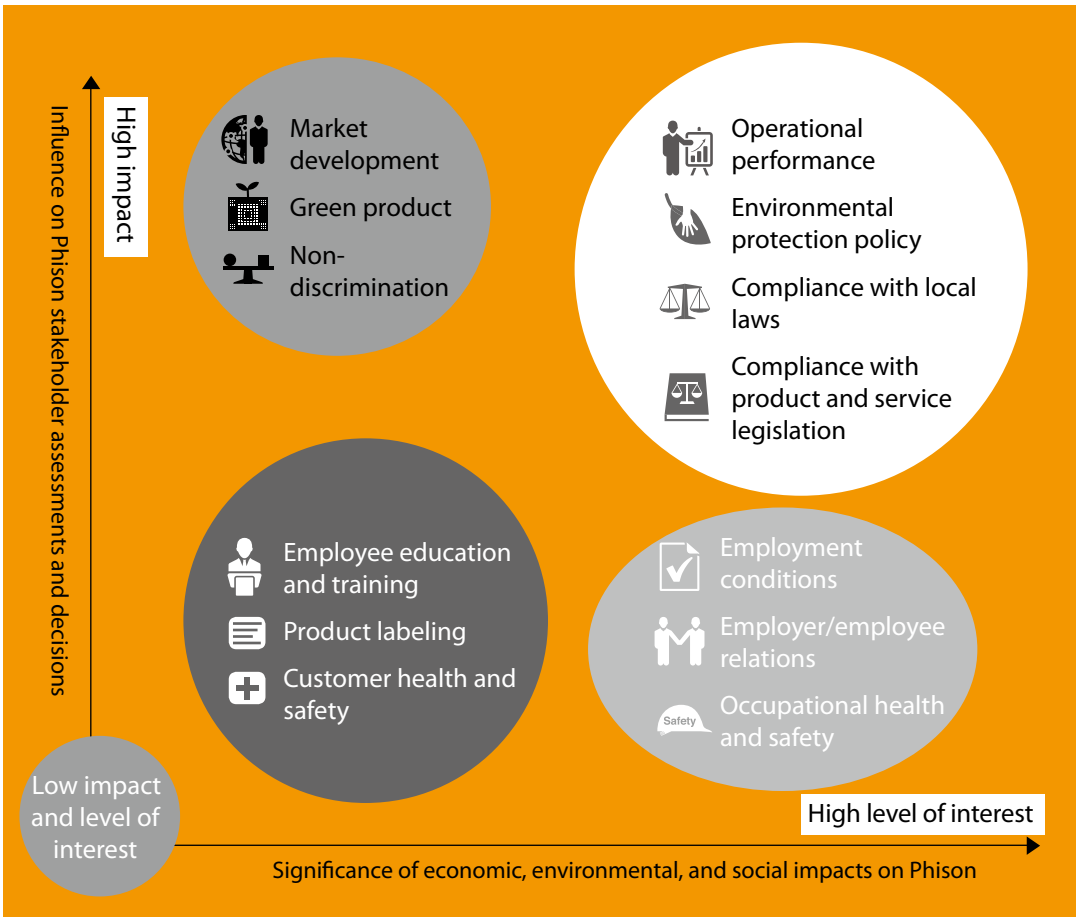 Influence on Phison stakeholder assessments and decisions
High impact
Market
development
Green product
Non-
discrimination
Operational
performance
Environmental
protection policy
Compliance with local
laws
Compliance with
product and service
legislation
Employee education
and training
Product labeling
Customer health and
safety
Employment
conditions
Employer/employee
relations
Safety
Occupational health
and safety
Low impact
and level of
interest
High level of interest
Significance of economic, environmental, and social impacts on Phison